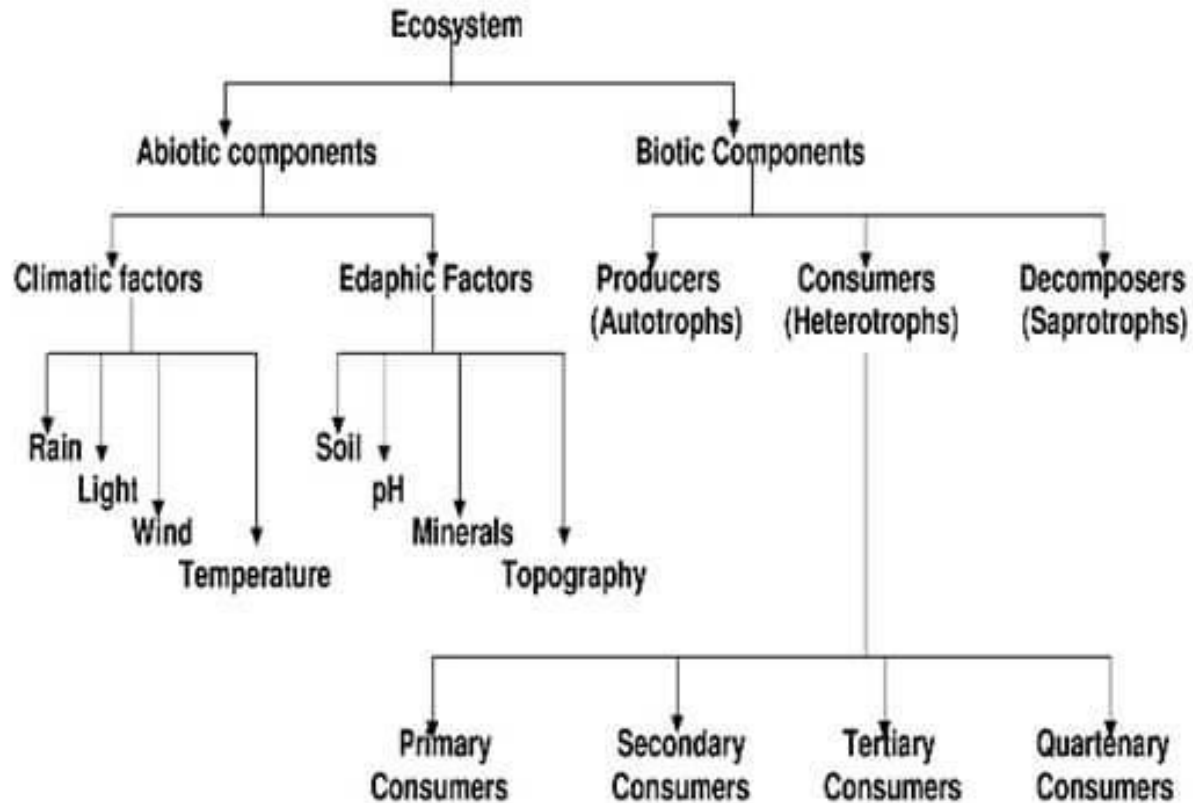 Ecosystem
Abiotic components
Biotic Components
Climatic factors
Edaphic Factors
Producers
(Autotrophs)
Consumers
(Heterotrophs)
Decomposers
(Saprotrophs)
Rain
Light
Wind
Temperature
Soil
pH
Minerals
Topography
Primary
Consumers
Secondary
Consumers
Tertiary
Consumers
Quartenary
Consumers